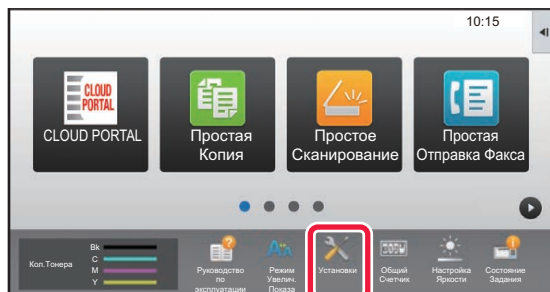 10:15
CLOUD
PORTAL
CLOUD PORTAL
Простая
Копия
Простое
Сканирование
Простая
Отправка Факса
Кол.Тонера
Bk
C
M
Y
Руководство
по
эксплуатации
Режим
Увелич.
Показа
Установки
Общий
Счетчик
Настройка
Яркости
Состояние
Задания